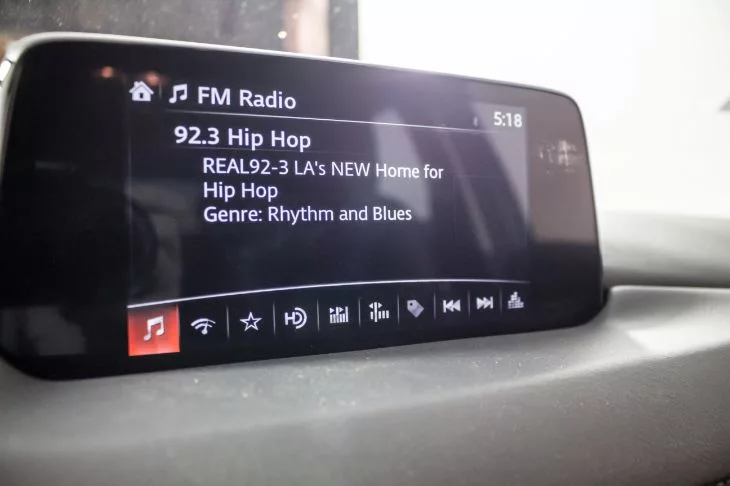 FM Radio
5:18
92.3 Hip Hop
REAL92-3 LA's NEW Home for
Hip Hop
Genre: Rhythm and Blues
HD